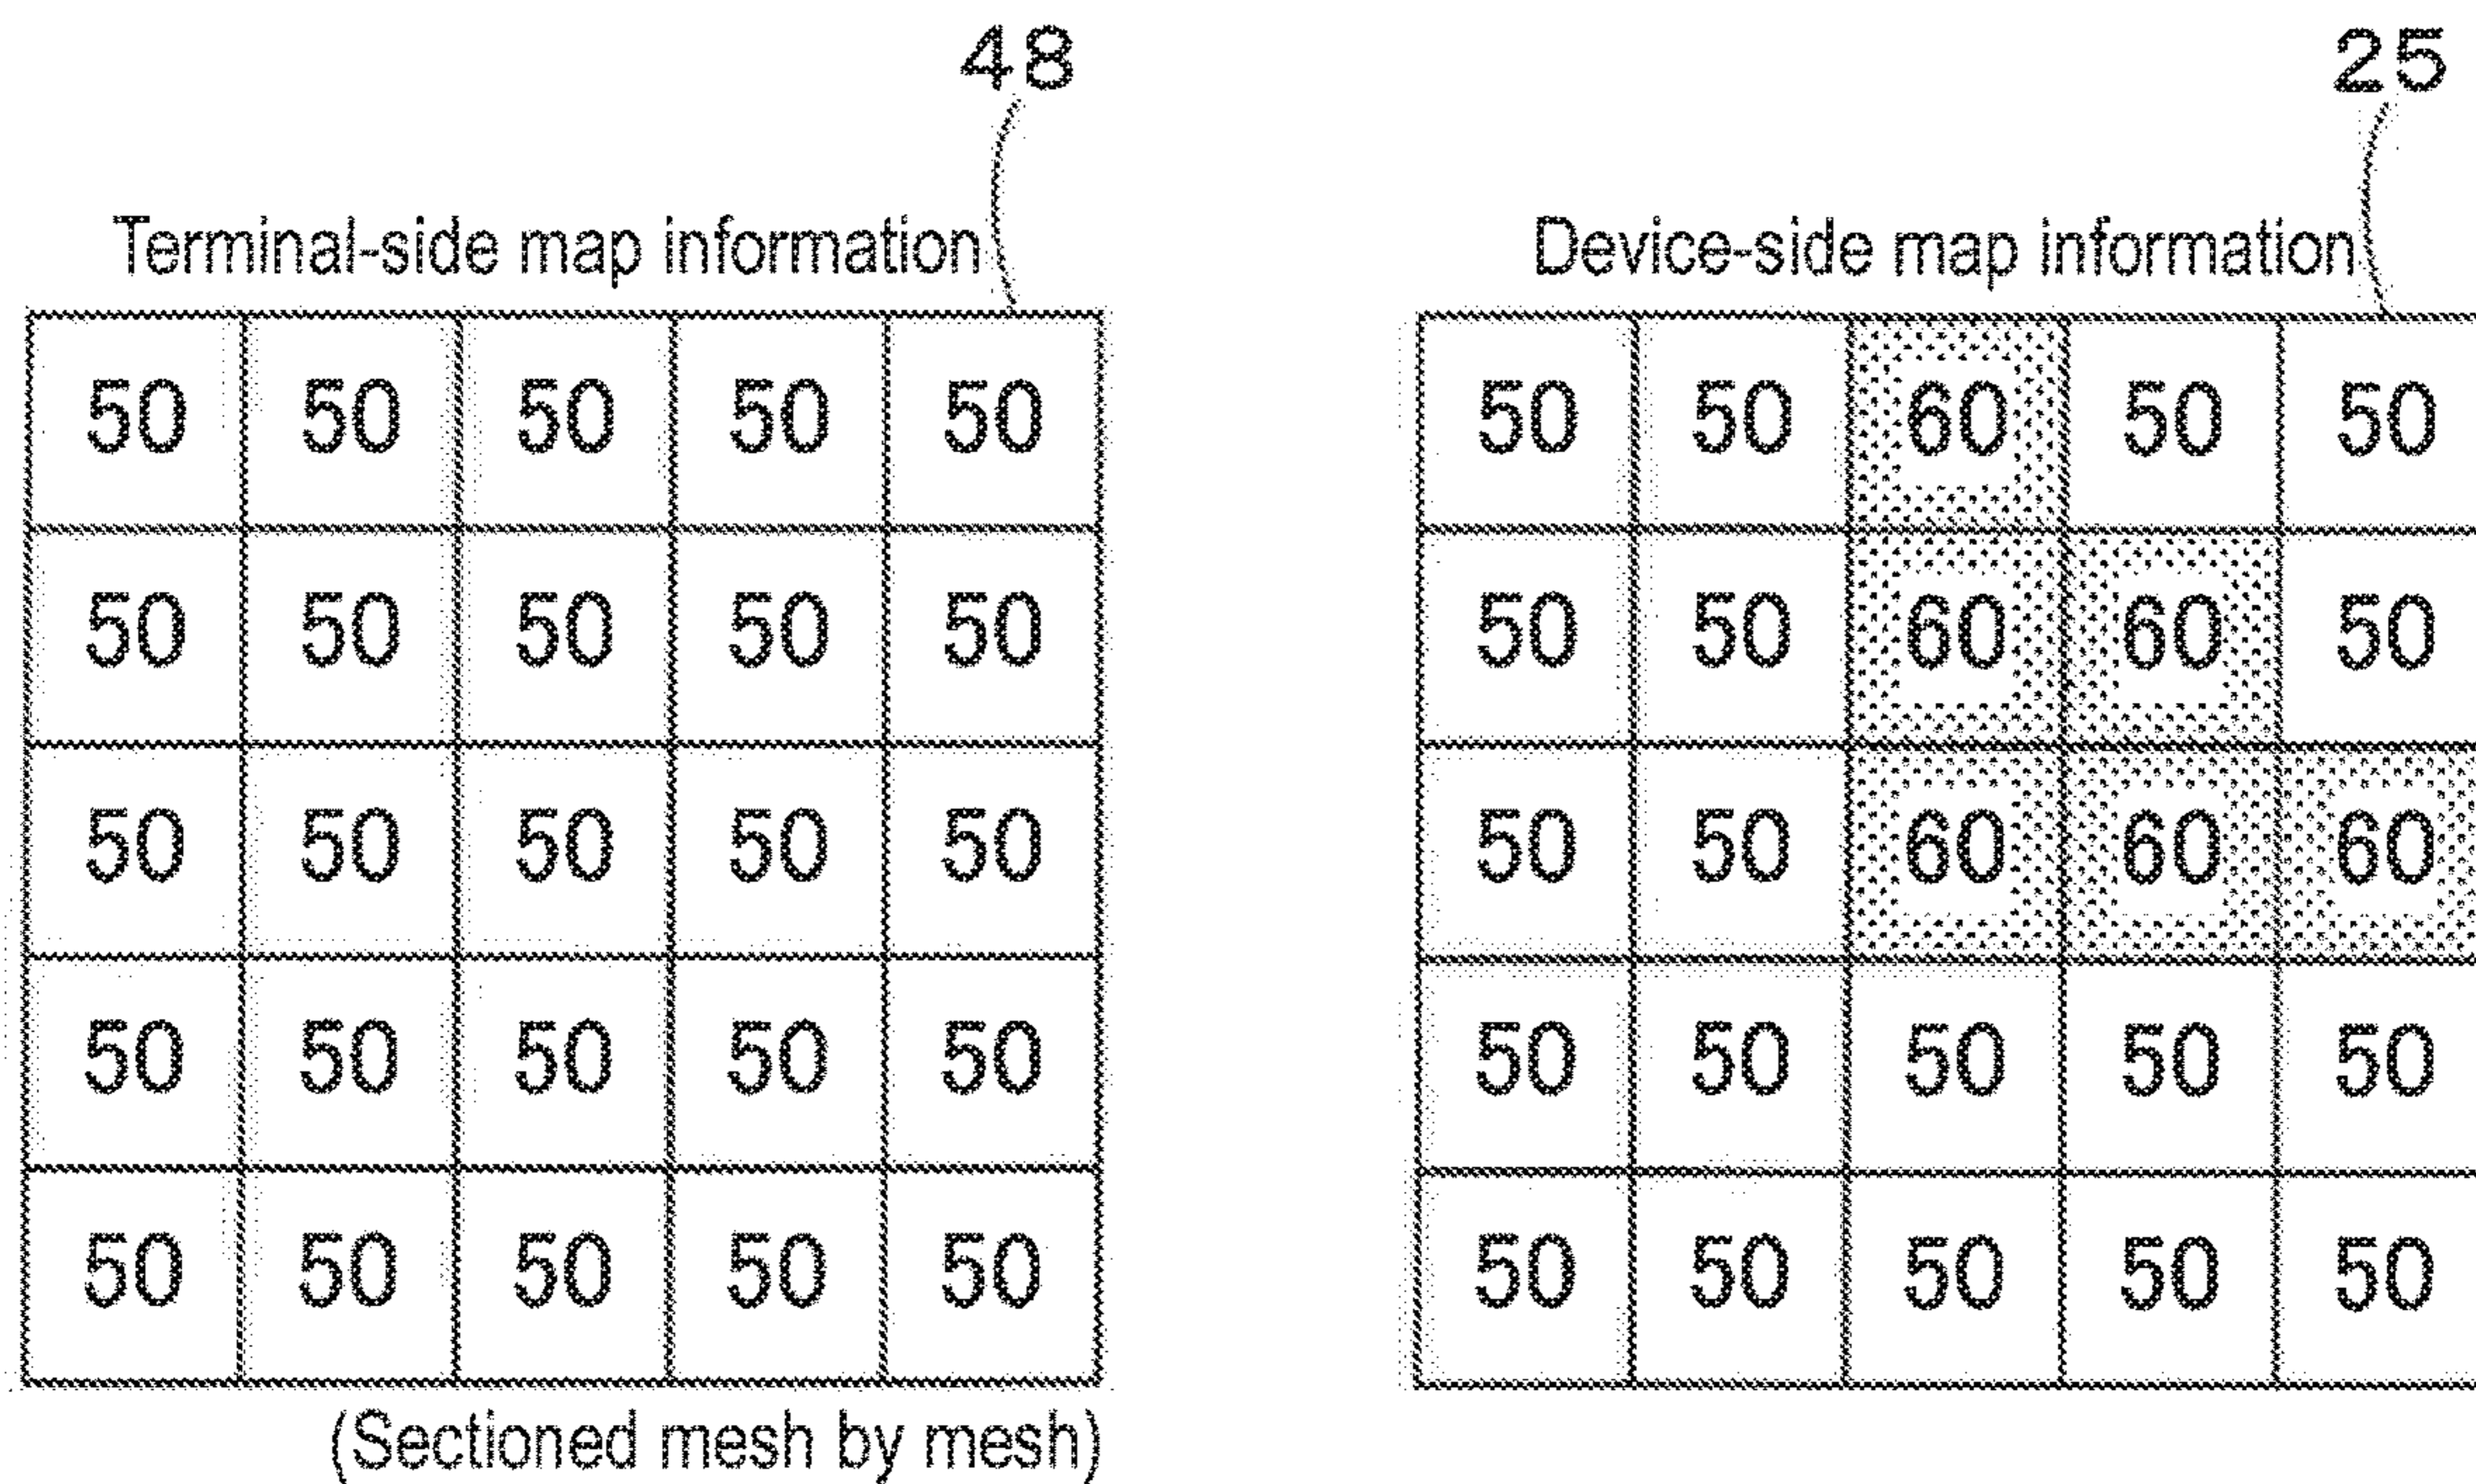 48
25
Terminal-side map information
Device-side map information
50 50 50 50 50
50 50 60 50 50
50 50 50 50 50
50 50 60 60 50
50 50 50 50 50
50 50 60 60 60
50 50 50 50 50
50 50 50 50 50
50 50 50 50 50
50 50 50 50 50
(Sectioned mesh by mesh)